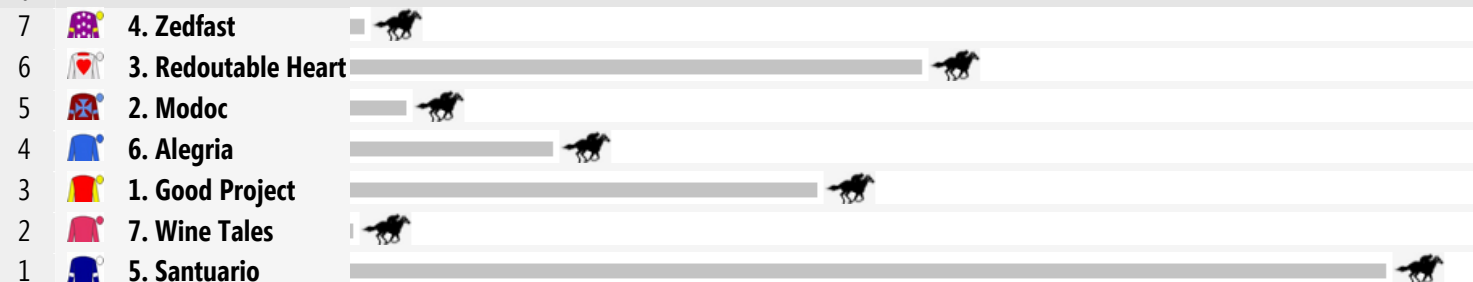 7 4. Zedfast
6 3. Redoutable Heart
5 2. Modoc
4 6. Alegria
3 1. Good Project
2 7. Wine Tales
1 5. Santuario